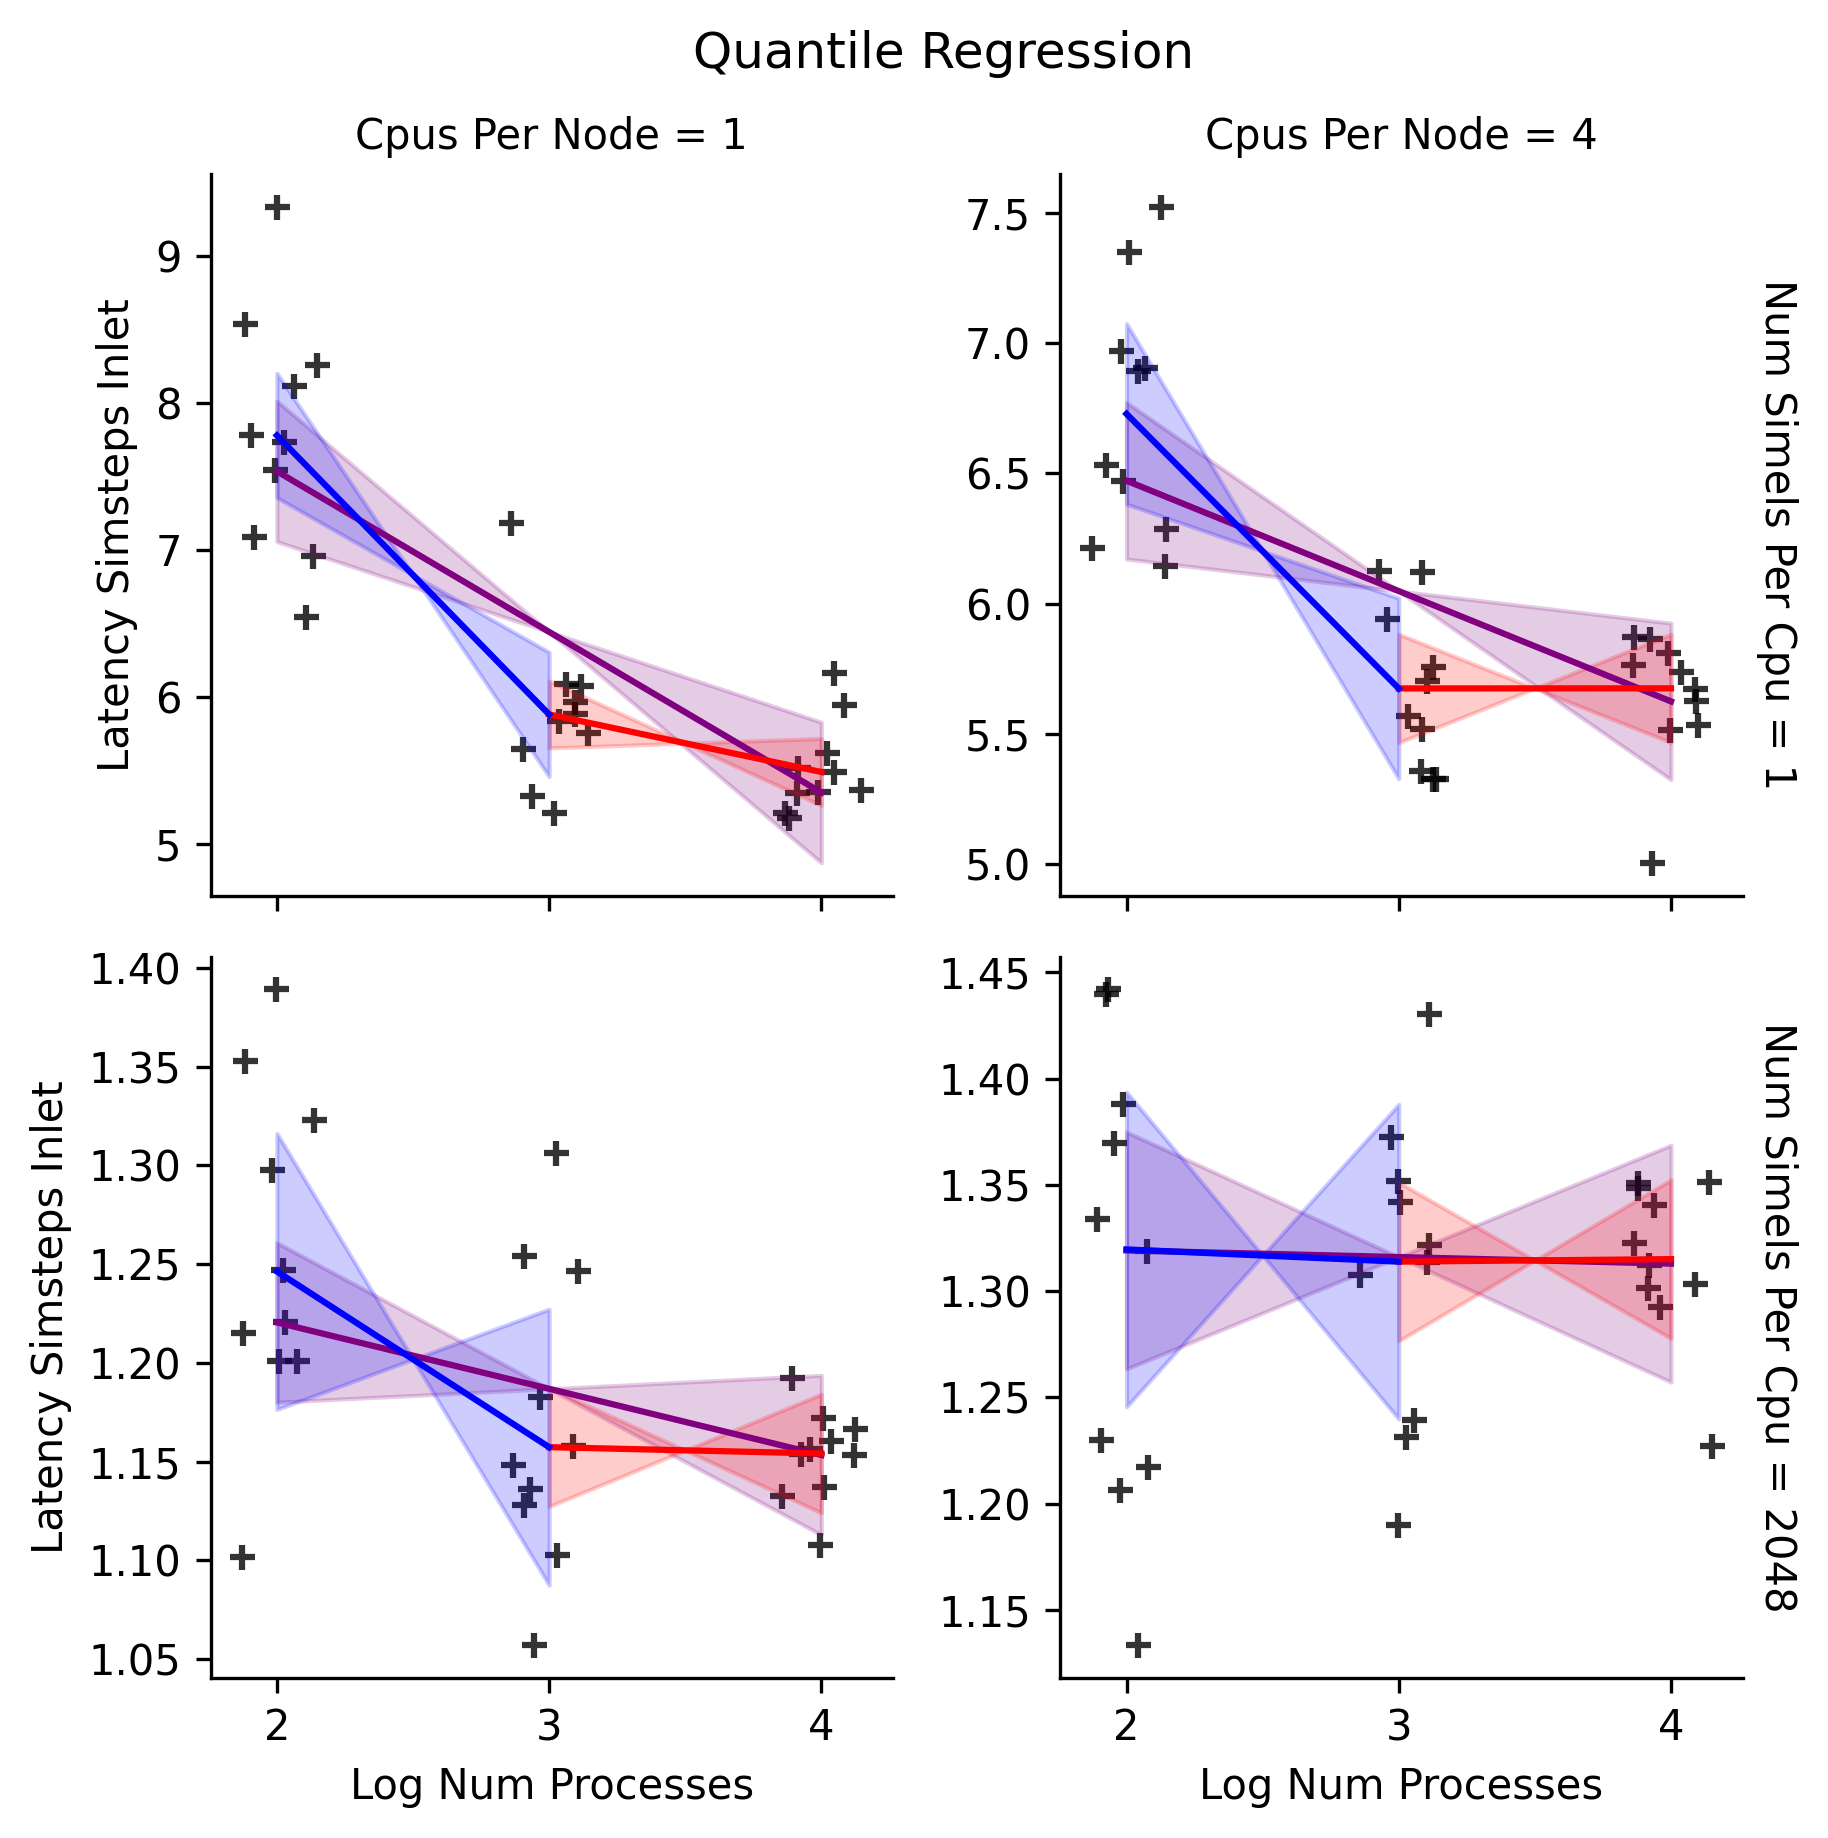 Quantile Regression
Cpus Per Node = 1
Cpus Per Node = 4
Latency Simsteps Inlet
9
8
7
6
5
7.5
7.0
6.5
6.0
5.5
5.0
Num Simels Per Cpu = 1
Latency Simsteps Inlet
1.40
1.35
1.30
1.25
1.20
1.15
1.10
1.05
1.45
1.40
1.35
1.30
1.25
1.20
1.15
Num Simels Per Cpu = 2048
2 3 4
2 3 4
Log Num Processes
Log Num Processes